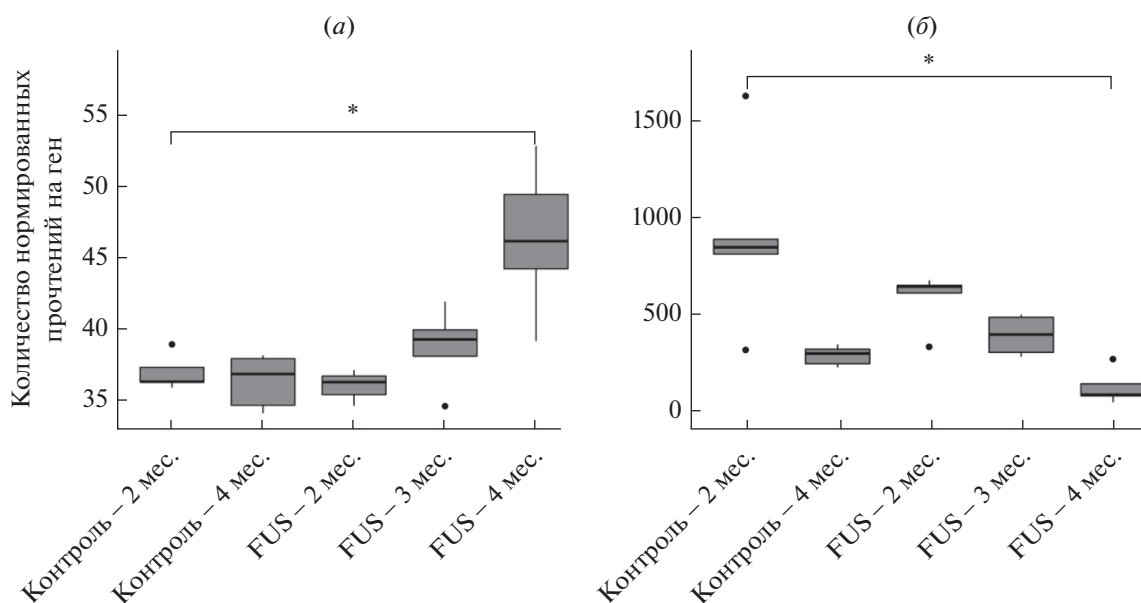 (а)
(б)
Количество нормированных
прочтений на ген
55
50
45
40
35
*
Контроль – 2 мес.
Контроль – 4 мес.
FUS – 2 мес.
FUS – 3 мес.
FUS – 4 мес.
1500
1000
500
0
*
Контроль – 2 мес.
Контроль – 4 мес.
FUS – 2 мес.
FUS – 3 мес.
FUS – 4 мес.